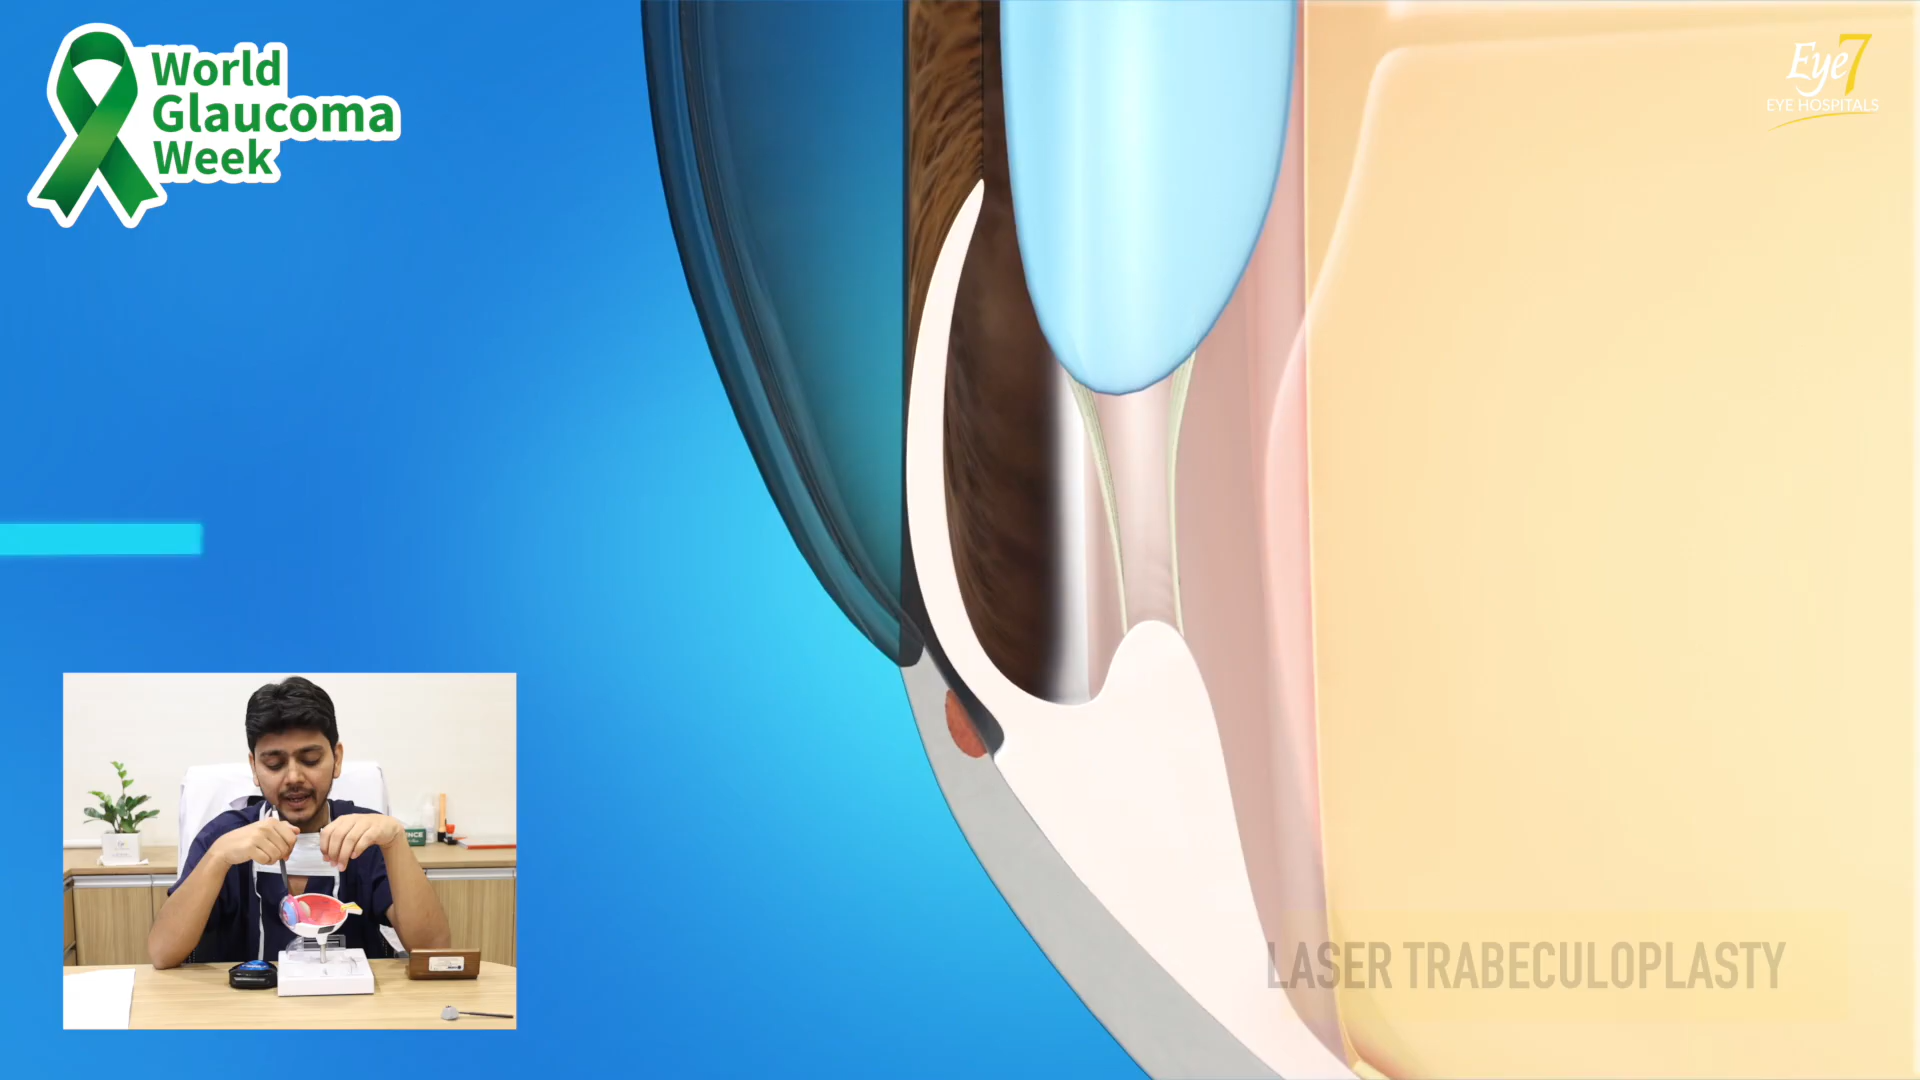 World
Glaucoma
Week
Eye7
EYE HOSPITALS
LASER TRABECULOPLASTY